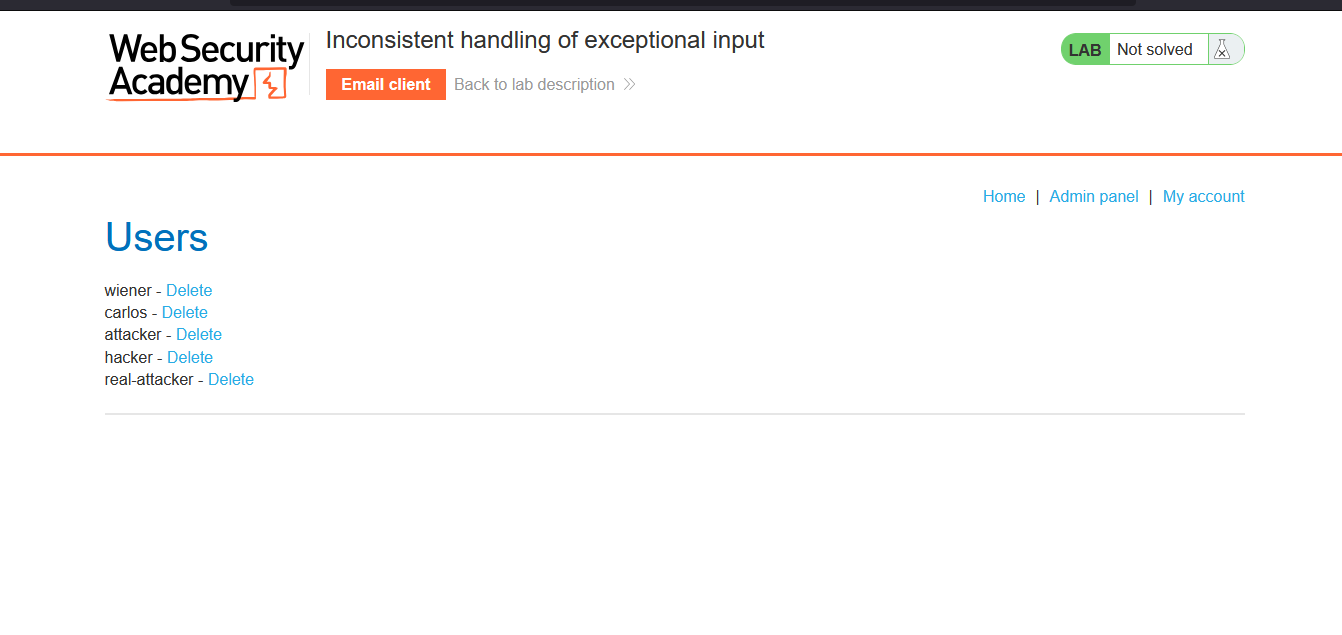 Web Security
Academy
Inconsistent handling of exceptional input
Email client
Back to lab description
LAB
Not solved
Home | Admin panel | My account
Users
wiener - Delete
carlos - Delete
attacker - Delete
hacker - Delete
real-attacker - Delete